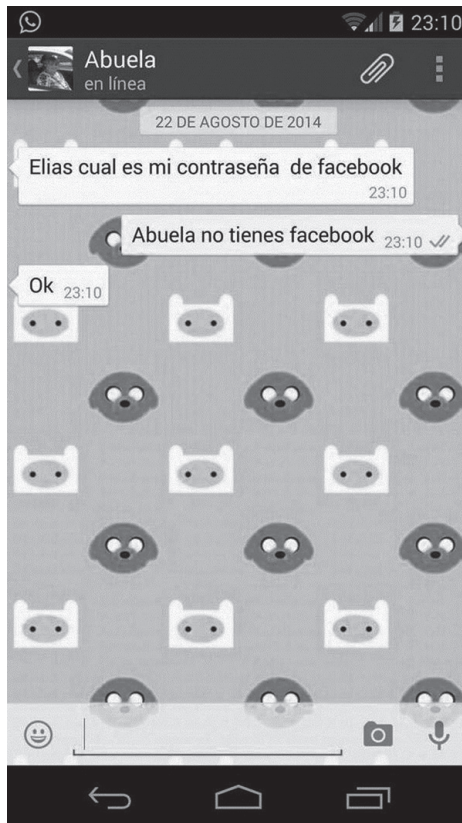 23:10
Abuela
en línea
22 DE AGOSTO DE 2014
Elias cual es mi contraseña de facebook
23:10
Abuela no tienes facebook 23:10
Ok 23:10